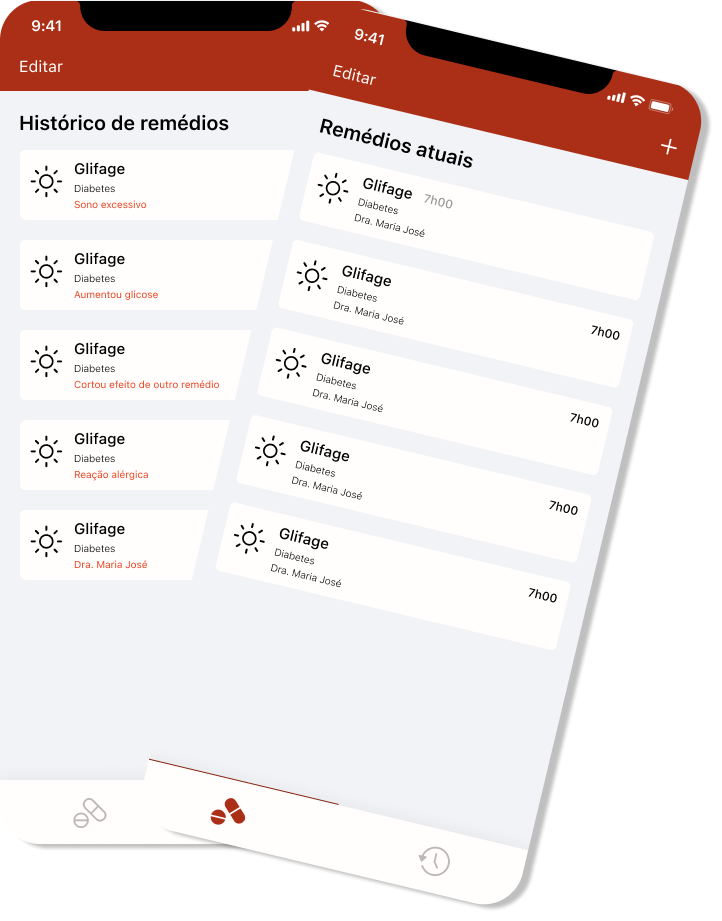 9:41
Editar
Histórico de remédios
Glifage
Diabetes
Sono excessivo
Glifage
Diabetes
Aumentou glicose
Glifage
Diabetes
Cortou efeito de outro remédio
Glifage
Diabetes
Reação alérgica
Glifage
Diabetes
Dra. Maria José
9:41
Editar
+
Remédios atuais
Glifage 7h00
Diabetes
Dra. Maria José
Glifage
7h00
Diabetes
Dra. Maria José
Glifage
7h00
Diabetes
Dra. Maria José
Glifage
7h00
Diabetes
Dra. Maria José
Glifage
7h00
Diabetes
Dra. Maria José